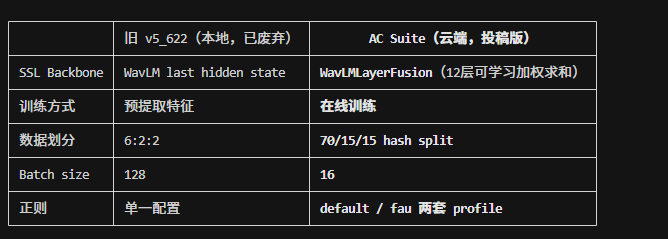 旧 v5_622（本地，已废弃） AC Suite（云端，投稿版）
SSL Backbone WavLM last hidden state WavLMLayerFusion（12层可学习加权求和）
训练方式 预提取特征 在线训练
数据划分 6:2:2 70/15/15 hash split
Batch size 128 16
正则 单一配置 default / fau 两套 profile